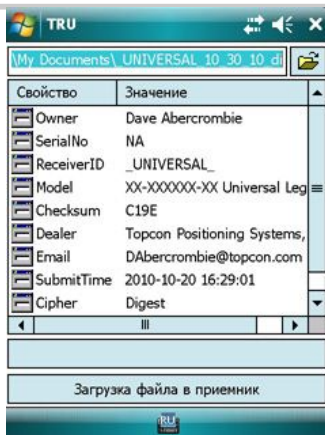 TRU
\My Documents\_UNIVERSAL_10_30_10_di
Свойство Значение
Owner Dave Abercrombie
SerialNo NA
ReceiverID _UNIVERSAL_
Model XX-XXXXXX-XX Universal Leg
Checksum C19E
Dealer Topcon Positioning Systems,
Email DAbercrombie@topcon.com
SubmitTime 2010-10-20 16:29:01
Cipher Digest
Загрузка файла в приемник
RU